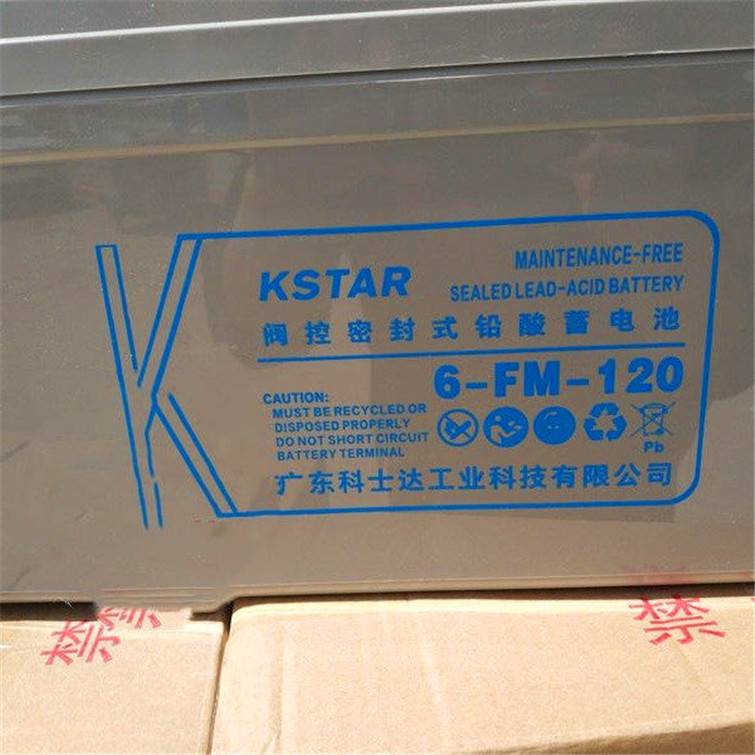 KSTAR
MAINTENANCE-FREE
SEALED LEAD-ACID BATTERY
阀控密封式铅酸蓄电池
6-FM-120
CAUTION:
MUST BE RECYCLED OR
DISPOSED PROPERLY
DO NOT SHORT CIRCUIT
BATTERY TERMINAL
Pb
广东科士达工业科技有限公司
禁禁
禁